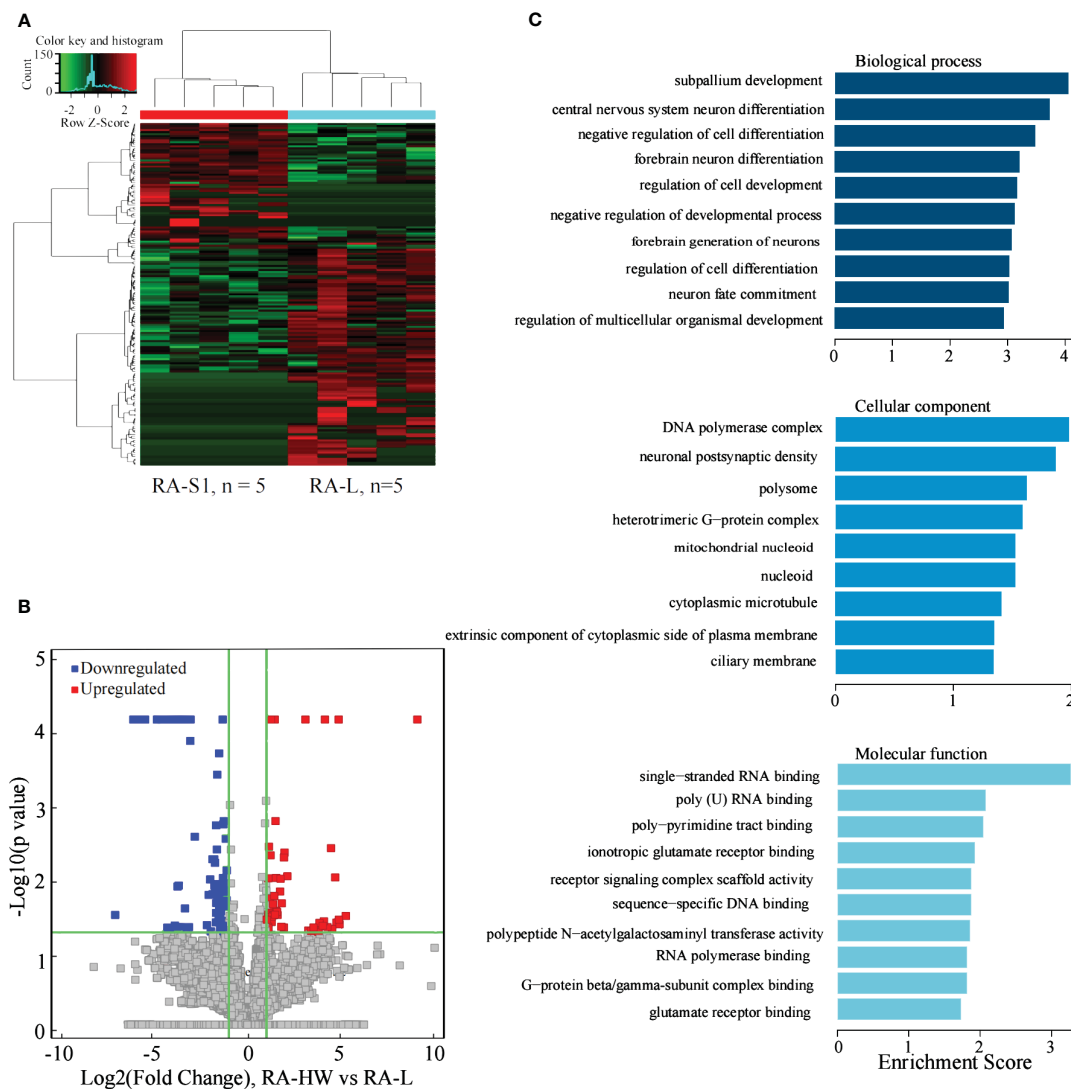 A
Color key and histogram
150
0
Count
-2 0 2
Row Z-Score
RA-S1, n = 5
RA-L, n=5
B
Downregulated
Upregulated
5
4
3
2
1
0
-Log10(p value)
-10 -5 0 5 10
Log2(Fold Change), RA-HW vs RA-L
C
Biological process
subpallium development
central nervous system neuron differentiation
negative regulation of cell differentiation
forebrain neuron differentiation
regulation of cell development
negative regulation of developmental process
forebrain generation of neurons
regulation of cell differentiation
neuron fate commitment
regulation of multicellular organismal development
0 1 2 3 4
Cellular component
DNA polymerase complex
neuronal postsynaptic density
polysome
heterotrimeric G−protein complex
mitochondrial nucleoid
nucleoid
cytoplasmic microtubule
extrinsic component of cytoplasmic side of plasma membrane
ciliary membrane
0 1 2
Molecular function
single−stranded RNA binding
poly (U) RNA binding
poly−pyrimidine tract binding
ionotropic glutamate receptor binding
receptor signaling complex scaffold activity
sequence−specific DNA binding
polypeptide N−acetylgalactosaminyl transferase activity
RNA polymerase binding
G−protein beta/gamma−subunit complex binding
glutamate receptor binding
0 1 2 3
Enrichment Score